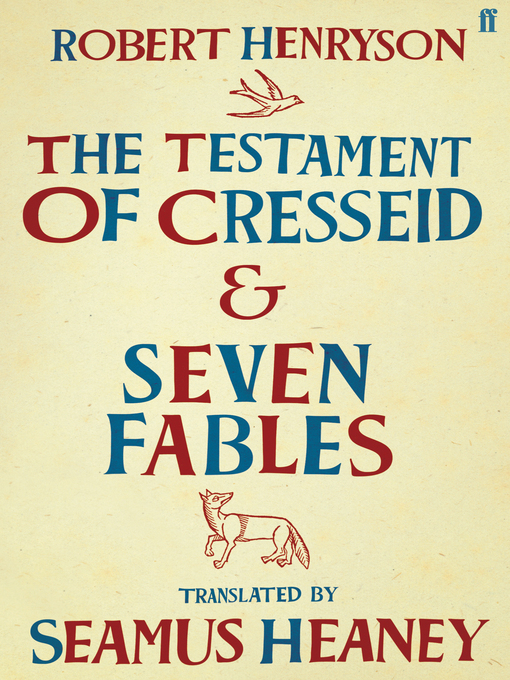 ff
ROBERT HENRYSON
THE TESTAMENT
OF CRESSEID
&
SEVEN
FABLES
TRANSLATED BY
SEAMUS HEANEY